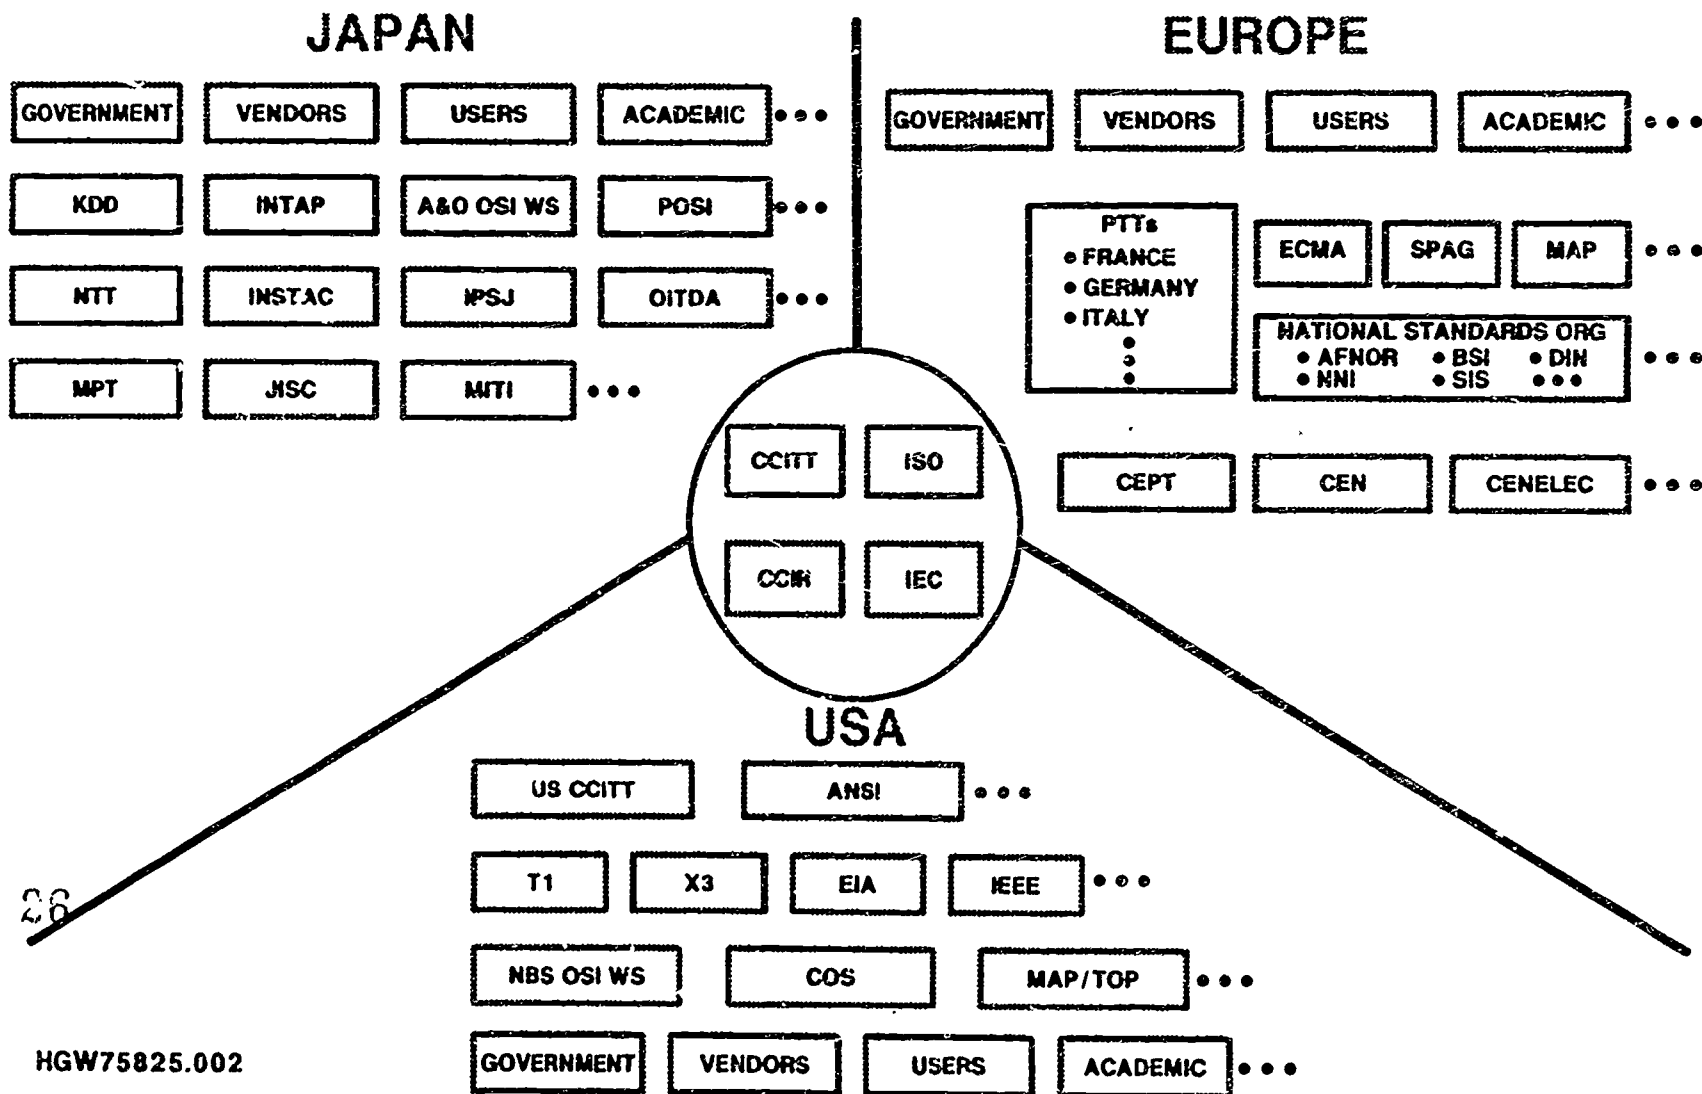 JAPAN
GOVERNMENT VENDORS USERS ACADEMIC • • •
KDD INTAP A&O OSI WS POSI • • •
NTT INSTAC IPSJ OITDA • • •
MPT JISC MITI • • •
EUROPE
GOVERNMENT VENDORS USERS ACADEMIC • • •
PTTs
• FRANCE
• GERMANY
• ITALY
•
•
•
ECMA SPAG MAP • • •
NATIONAL STANDARDS ORG
• AFNOR • BSI • DIN
• NNI • SIS • • •
• • •
CEPT CEN CENELEC • • •
CCITT ISO
CCIR IEC
USA
US CCITT ANSI • • •
T1 X3 EIA IEEE • • •
NBS OSI WS COS MAP/TOP • • •
GOVERNMENT VENDORS USERS ACADEMIC • • •
26
HGW75825.002